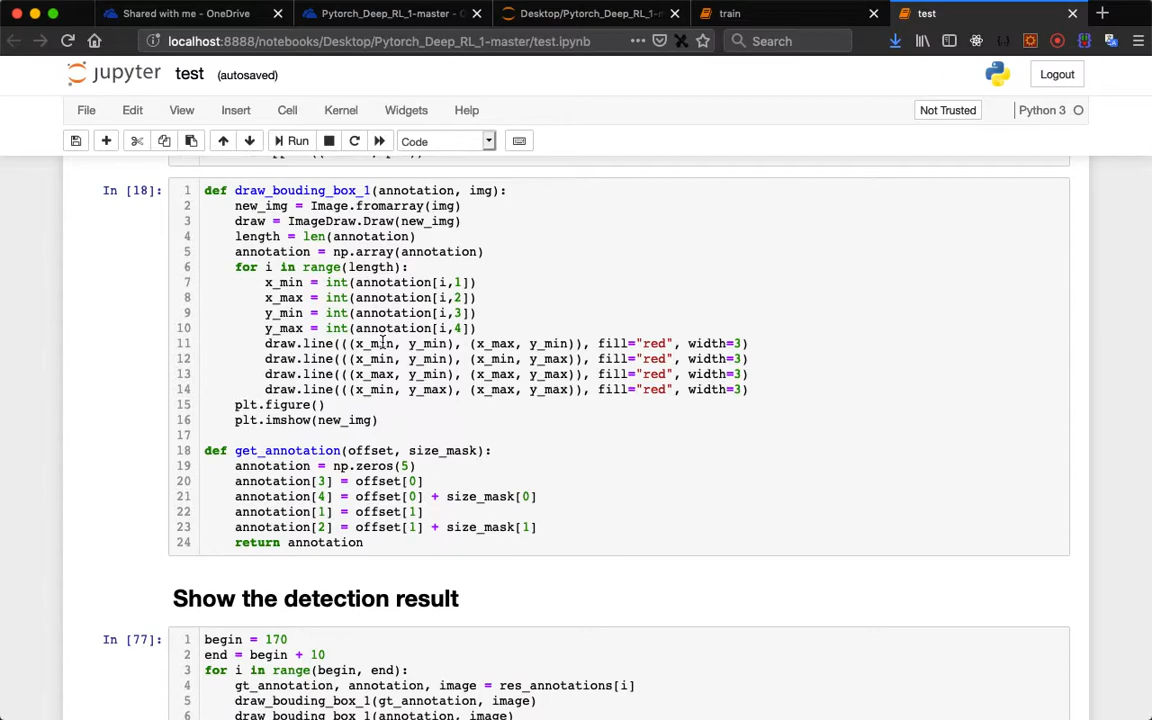 Shared with me - OneDrive
Pytorch_Deep_RL_1-master - O
Desktop/Pytorch_Deep_RL_1-m
train
test
localhost:8888/notebooks/Desktop/Pytorch_Deep_RL_1-master/test.ipynb
Search
jupyter test (autosaved)
Logout
File Edit View Insert Cell Kernel Widgets Help
Not Trusted
Python 3
Run
Code
In [18]:
1 def draw_bouding_box_1(annotation, img):
2 new_img = Image.fromarray(img)
3 draw = ImageDraw.Draw(new_img)
4 length = len(annotation)
5 annotation = np.array(annotation)
6 for i in range(length):
7 x_min = int(annotation[i,1])
8 x_max = int(annotation[i,2])
9 y_min = int(annotation[i,3])
10 y_max = int(annotation[i,4])
11 draw.line(((x_min, y_min), (x_max, y_min)), fill="red", width=3)
12 draw.line(((x_min, y_min), (x_min, y_max)), fill="red", width=3)
13 draw.line(((x_max, y_min), (x_max, y_max)), fill="red", width=3)
14 draw.line(((x_min, y_max), (x_max, y_max)), fill="red", width=3)
15 plt.figure()
16 plt.imshow(new_img)
17
18 def get_annotation(offset, size_mask):
19 annotation = np.zeros(5)
20 annotation[3] = offset[0]
21 annotation[4] = offset[0] + size_mask[0]
22 annotation[1] = offset[1]
23 annotation[2] = offset[1] + size_mask[1]
24 return annotation
Show the detection result
In [77]:
1 begin = 170
2 end = begin + 10
3 for i in range(begin, end):
4 gt_annotation, annotation, image = res_annotations[i]
5 draw_bouding_box_1(gt_annotation, image)
6 draw_bouding_box_1(annotation, image)